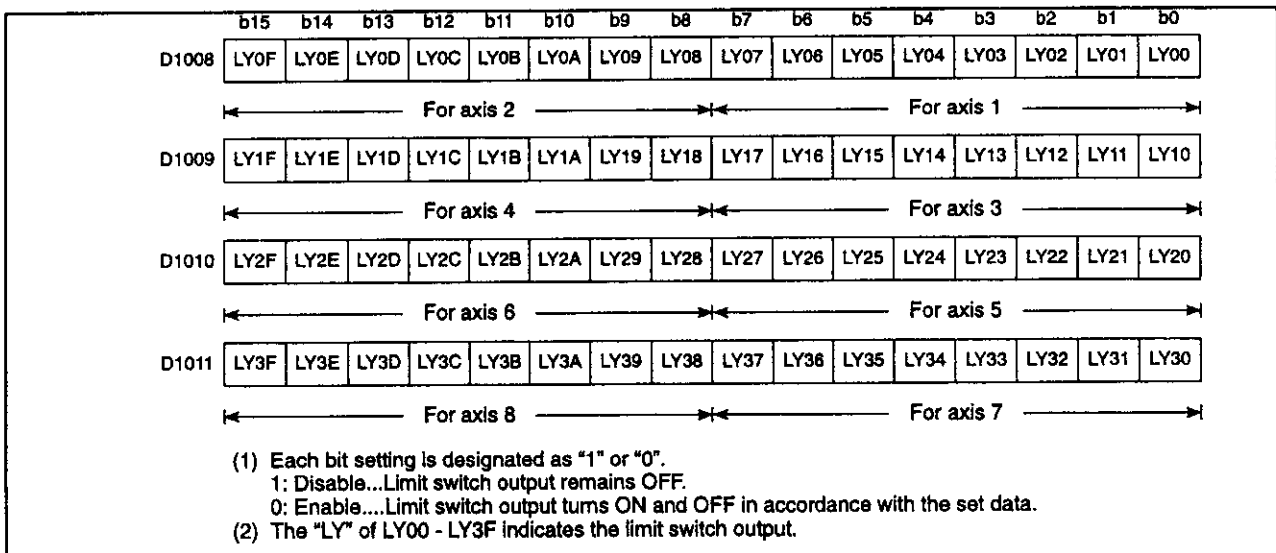 b15 b14 b13 b12 b11 b10 b9 b8 b7 b6 b5 b4 b3 b2 b1 b0
D1008 LY0F LY0E LY0D LY0C LY0B LY0A LY09 LY08 LY07 LY06 LY05 LY04 LY03 LY02 LY01 LY00
For axis 2 For axis 1
D1009 LY1F LY1E LY1D LY1C LY1B LY1A LY19 LY18 LY17 LY16 LY15 LY14 LY13 LY12 LY11 LY10
For axis 4 For axis 3
D1010 LY2F LY2E LY2D LY2C LY2B LY2A LY29 LY28 LY27 LY26 LY25 LY24 LY23 LY22 LY21 LY20
For axis 6 For axis 5
D1011 LY3F LY3E LY3D LY3C LY3B LY3A LY39 LY38 LY37 LY36 LY35 LY34 LY33 LY32 LY31 LY30
For axis 8 For axis 7
(1) Each bit setting is designated as "1" or "0".
1: Disable...Limit switch output remains OFF.
0: Enable....Limit switch output turns ON and OFF in accordance with the set data.
(2) The "LY" of LY00 - LY3F indicates the limit switch output.